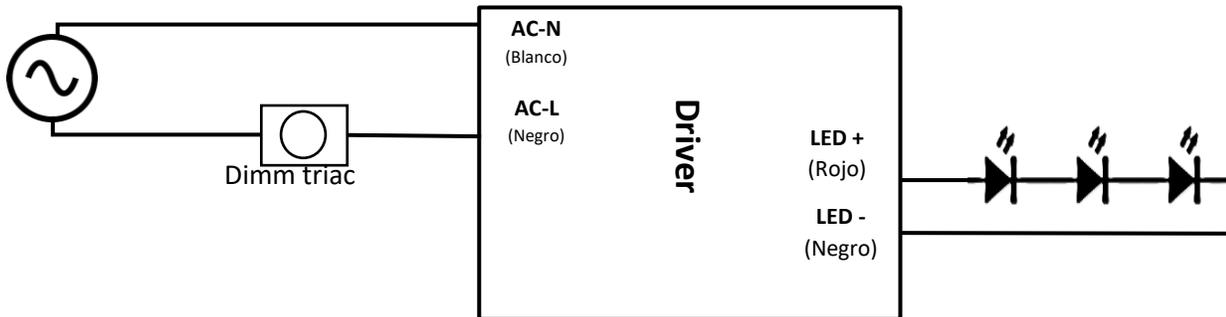 AC-N
(Blanco)
AC-L
(Negro)
Dimm triac
Driver
LED +
(Rojo)
LED -
(Negro)